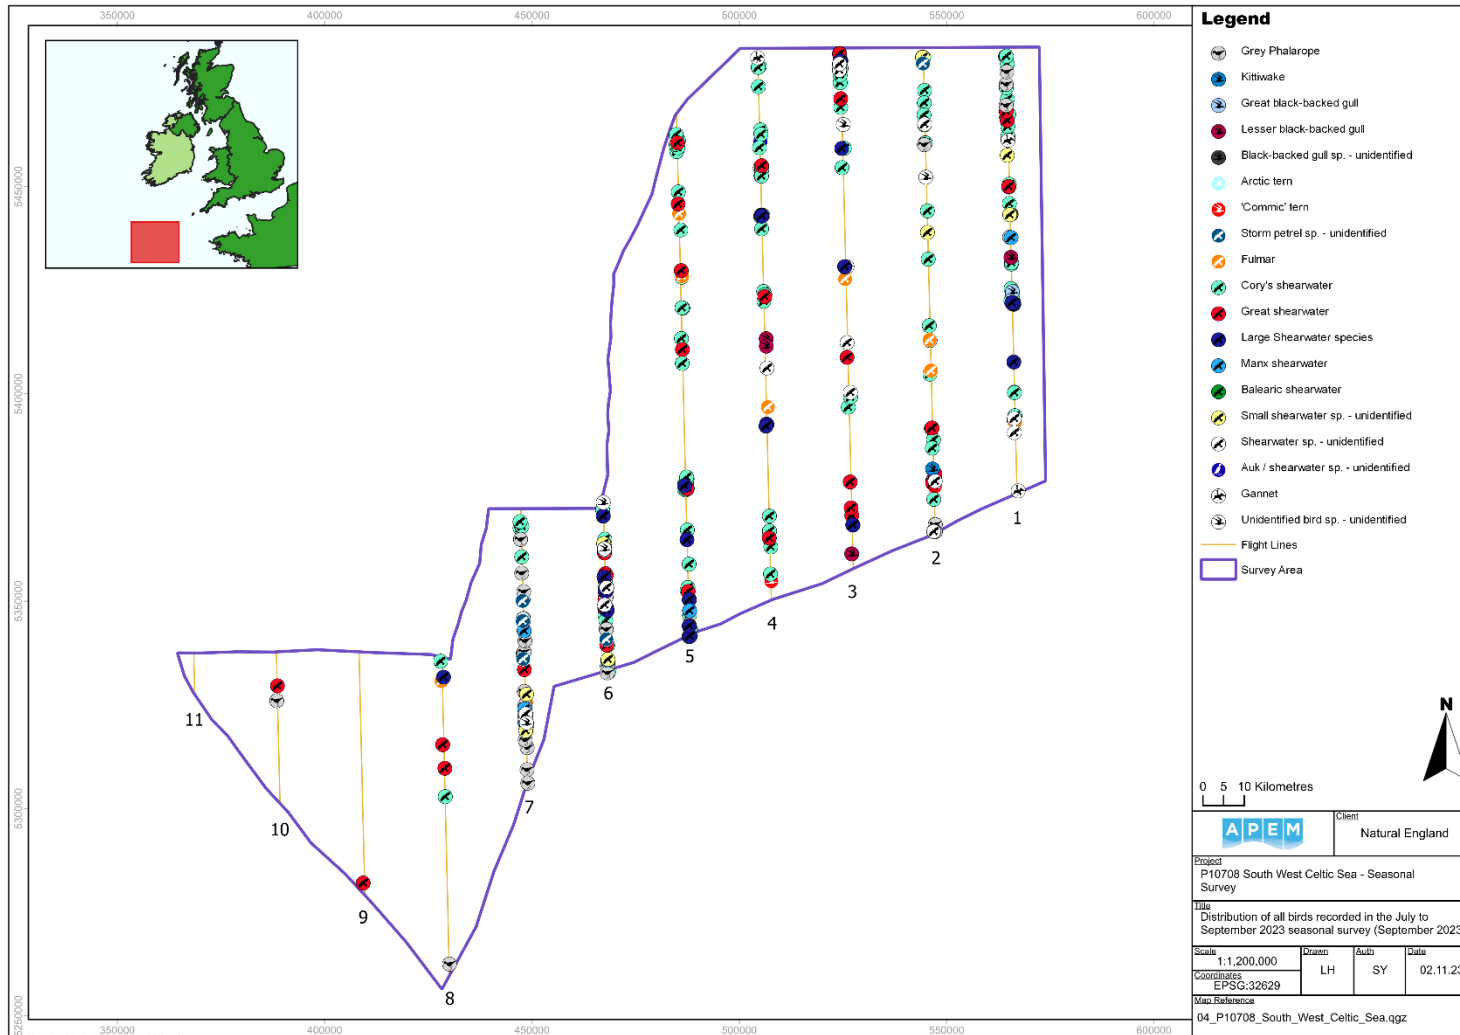 350000
400000
450000
500000
550000
600000
5450000
5400000
5350000
5300000
5250000
350000
400000
450000
500000
550000
600000
1
2
3
4
5
6
7
8
9
10
11
Legend
Grey Phalarope
Kittiwake
Great black-backed gull
Lesser black-backed gull
Black-backed gull sp. - unidentified
Arctic tern
'Commic' tern
Storm petrel sp. - unidentified
Fulmar
Cory's shearwater
Great shearwater
Large Shearwater species
Manx shearwater
Balearic shearwater
Small shearwater sp. - unidentified
Shearwater sp. - unidentified
Auk / shearwater sp. - unidentified
Gannet
Unidentified bird sp. - unidentified
Flight Lines
Survey Area
N
0 5 10 Kilometres
APEM
Client
Natural England
Project
P10708 South West Celtic Sea - Seasonal
Survey
Title
Distribution of all birds recorded in the July to
September 2023 seasonal survey (September 2023
Scale
1:1,200,000
Drawn
LH
Auth
SY
Date
02.11.23
Coordinates
EPSG:32629
Map Reference
04_P10708_South_West_Celtic_Sea.qgz